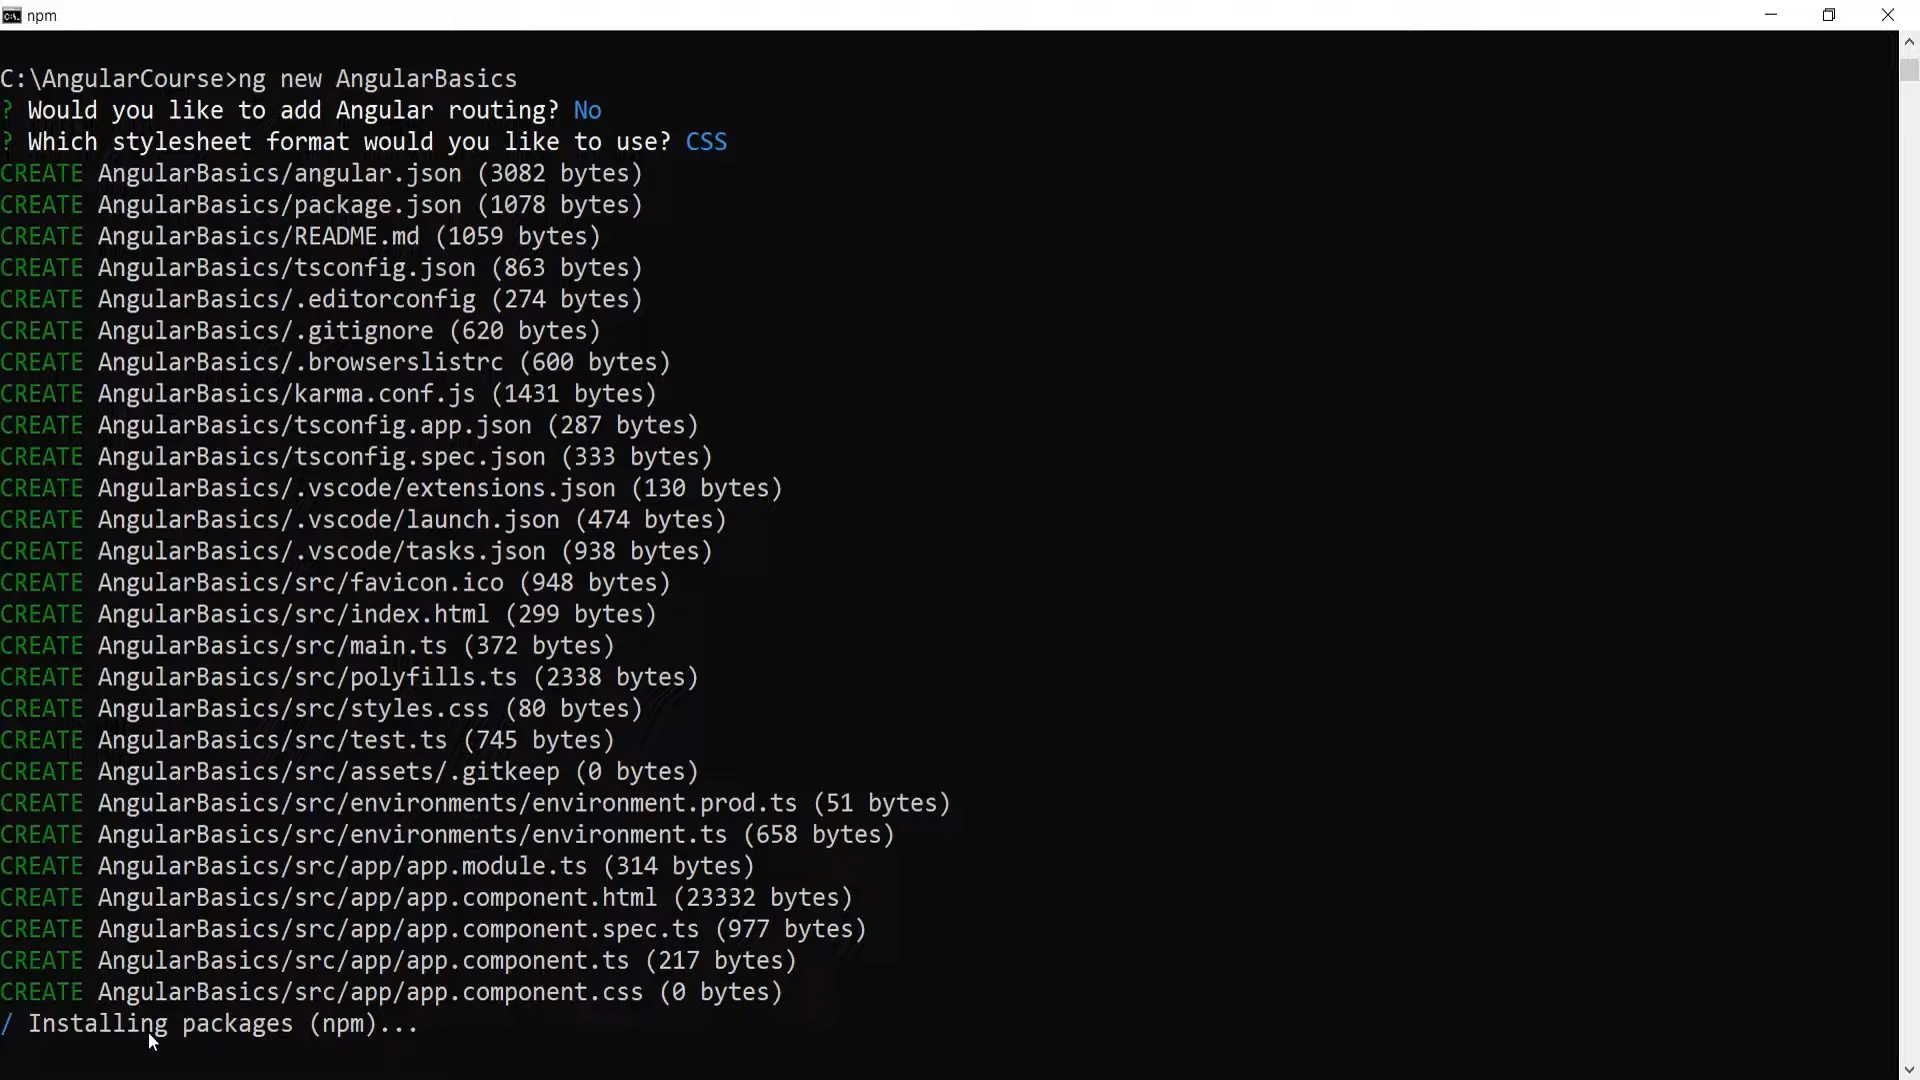 npm
C:\AngularCourse>ng new AngularBasics
? Would you like to add Angular routing? No
? Which stylesheet format would you like to use? CSS
CREATE AngularBasics/angular.json (3082 bytes)
CREATE AngularBasics/package.json (1078 bytes)
CREATE AngularBasics/README.md (1059 bytes)
CREATE AngularBasics/tsconfig.json (863 bytes)
CREATE AngularBasics/.editorconfig (274 bytes)
CREATE AngularBasics/.gitignore (620 bytes)
CREATE AngularBasics/.browserslistrc (600 bytes)
CREATE AngularBasics/karma.conf.js (1431 bytes)
CREATE AngularBasics/tsconfig.app.json (287 bytes)
CREATE AngularBasics/tsconfig.spec.json (333 bytes)
CREATE AngularBasics/.vscode/extensions.json (130 bytes)
CREATE AngularBasics/.vscode/launch.json (474 bytes)
CREATE AngularBasics/.vscode/tasks.json (938 bytes)
CREATE AngularBasics/src/favicon.ico (948 bytes)
CREATE AngularBasics/src/index.html (299 bytes)
CREATE AngularBasics/src/main.ts (372 bytes)
CREATE AngularBasics/src/polyfills.ts (2338 bytes)
CREATE AngularBasics/src/styles.css (80 bytes)
CREATE AngularBasics/src/test.ts (745 bytes)
CREATE AngularBasics/src/assets/.gitkeep (0 bytes)
CREATE AngularBasics/src/environments/environment.prod.ts (51 bytes)
CREATE AngularBasics/src/environments/environment.ts (658 bytes)
CREATE AngularBasics/src/app/app.module.ts (314 bytes)
CREATE AngularBasics/src/app/app.component.html (23332 bytes)
CREATE AngularBasics/src/app/app.component.spec.ts (977 bytes)
CREATE AngularBasics/src/app/app.component.ts (217 bytes)
CREATE AngularBasics/src/app/app.component.css (0 bytes)
/ Installing packages (npm)...